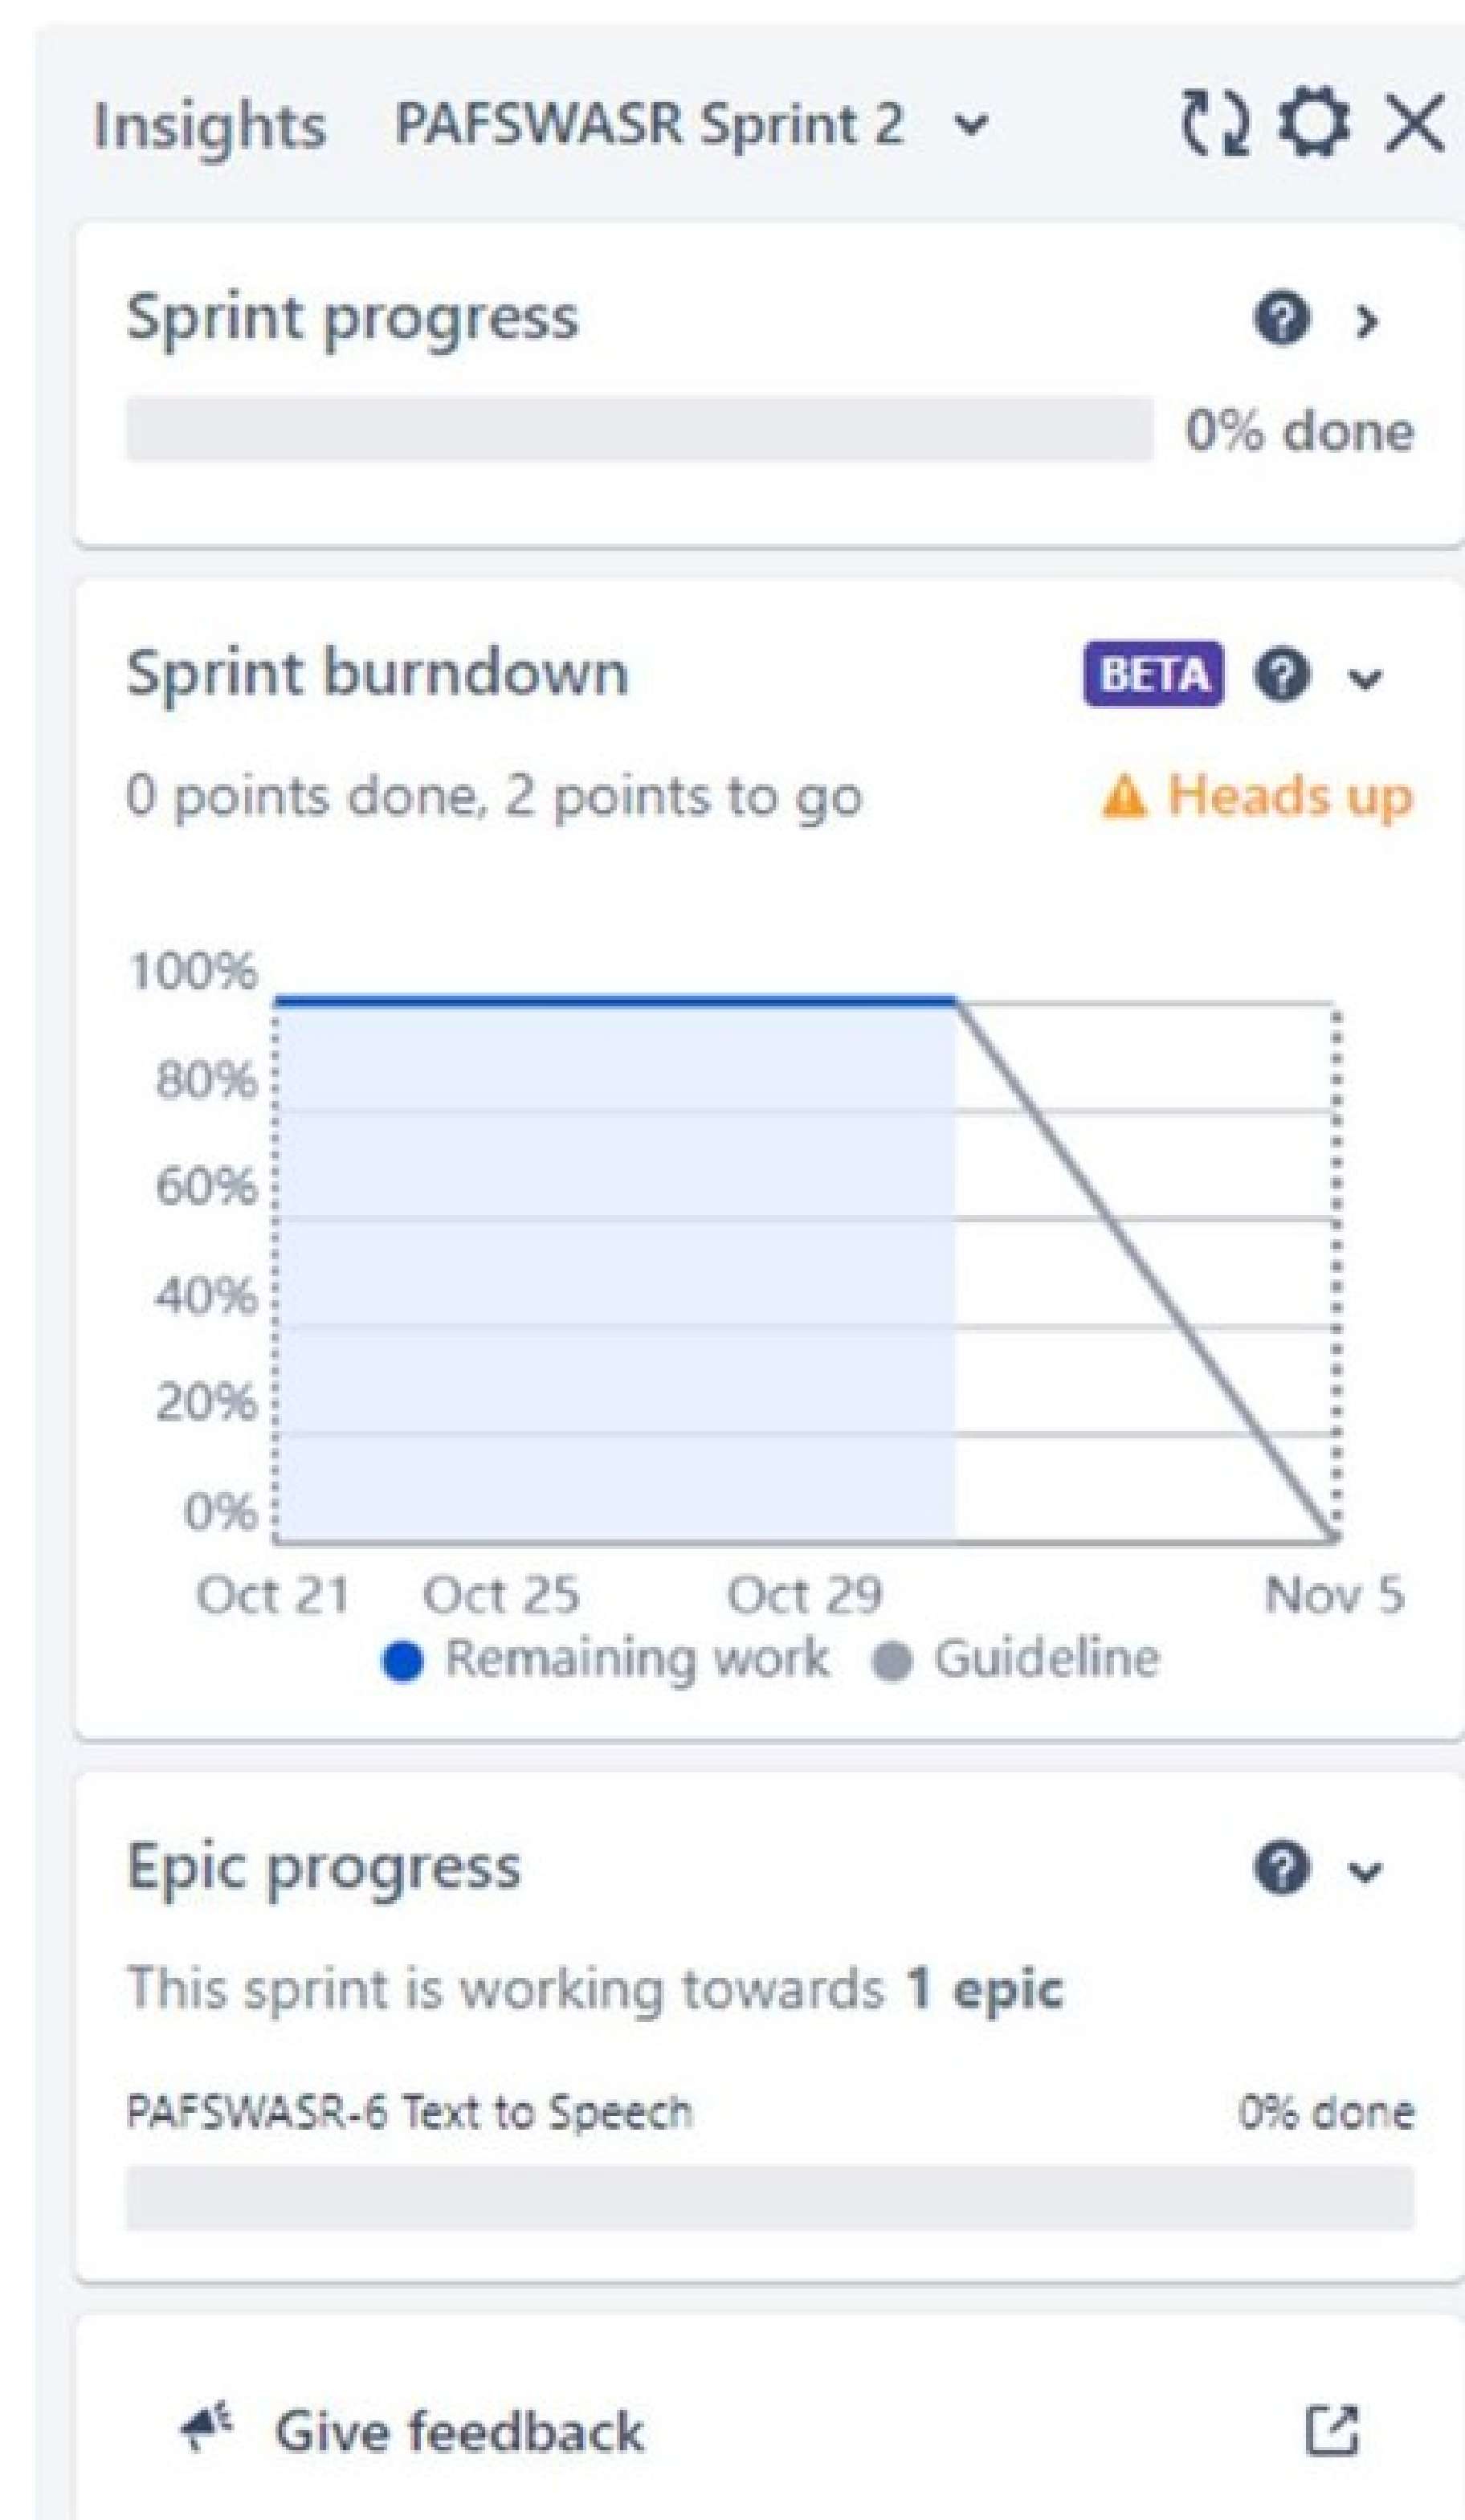 Insights PAFSWASR Sprint 2
Sprint progress
0% done
Sprint burndown BETA
0 points done, 2 points to go Heads up
100%
80%
60%
40%
20%
0%
Oct 21 Oct 25 Oct 29 Nov 5
Remaining work Guideline
Epic progress
This sprint is working towards 1 epic
PAFSWASR-6 Text to Speech 0% done
Give feedback